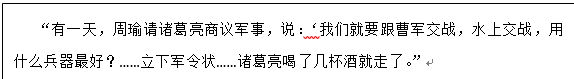 “有一天，周瑜请诸葛亮商议军事，说：‘我们就要跟曹军交战，水上交战，用
什么兵器最好？……立下军令状……诸葛亮喝了几杯酒就走了。”